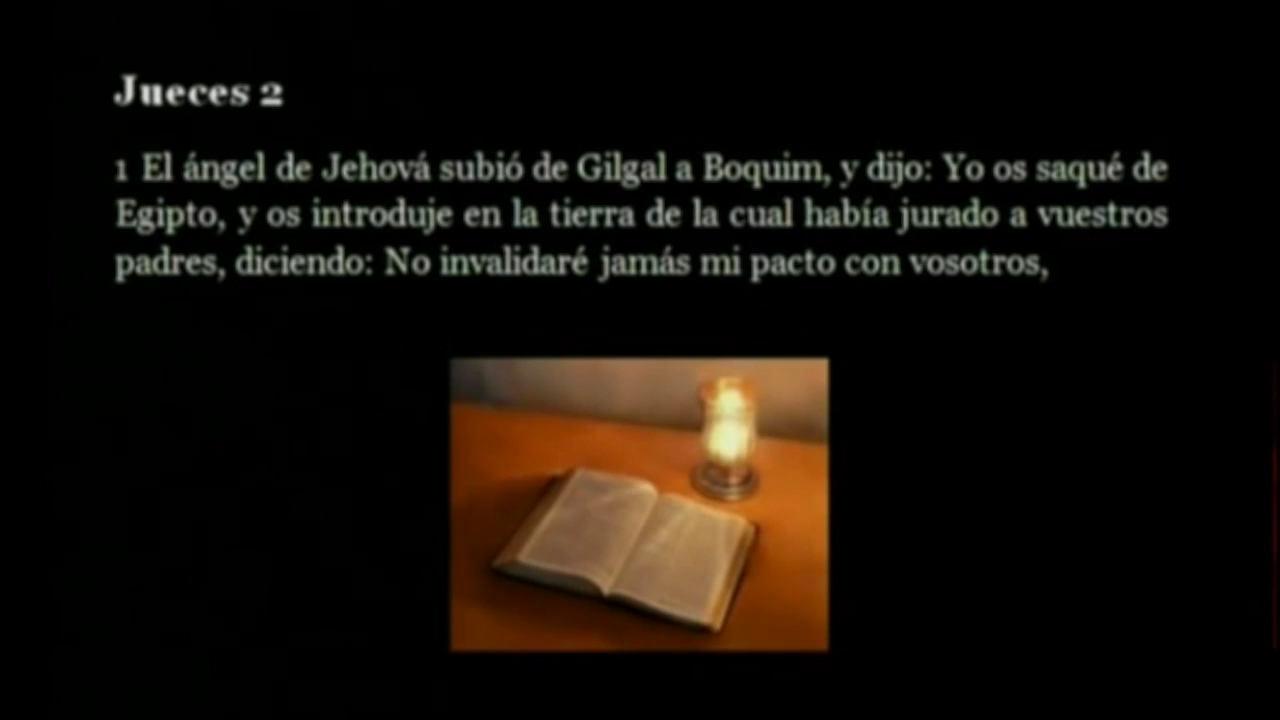 Jueces 2
1 El ángel de Jehová subió de Gilgal a Boquim, y dijo: Yo os saqué de
Egipto, y os introduje en la tierra de la cual había jurado a vuestros
padres, diciendo: No invalidaré jamás mi pacto con vosotros,